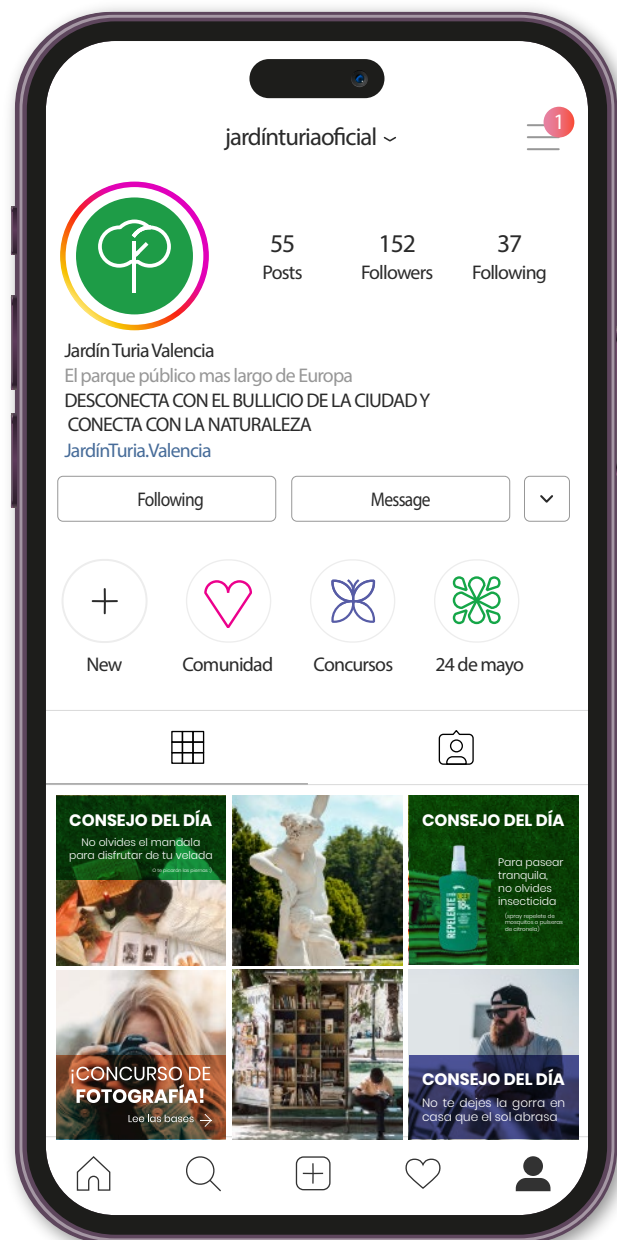 1
jardínturiaoficial
55
Posts
152
Followers
37
Following
Jardín Turia Valencia
El parque público mas largo de Europa
DESCONECTA CON EL BULLICIO DE LA CIUDAD Y
CONECTA CON LA NATURALEZA
JardínTuria.Valencia
Following
Message
New
Comunidad
Concursos
24 de mayo
CONSEJO DEL DÍA
No olvides el mandala
para disfrutar de tu velada
CONSEJO DEL DÍA
Para pasear
tranquila,
no olvides
insecticida
(spray repelete de
mosquitos o pulseras
de citronela)
REPELENTE
¡CONCURSO DE
FOTOGRAFÍA!
Lee las bases
CONSEJO DEL DÍA
No te dejes la gorra en
casa que el sol abrasa